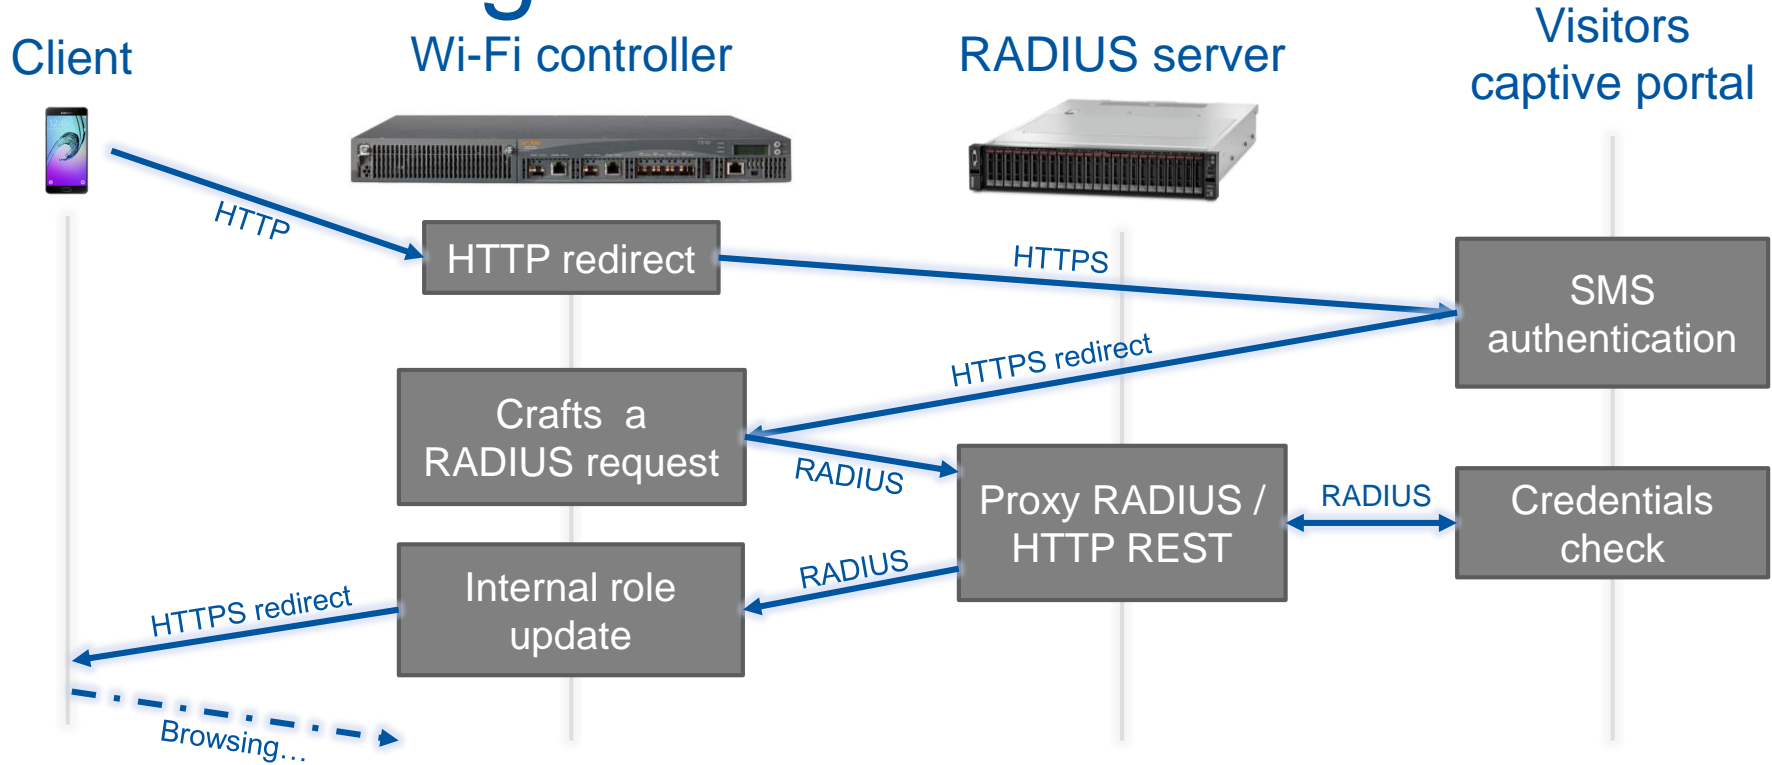 Client
Wi-Fi controller
RADIUS server
Visitors
captive portal
HTTP
HTTP redirect
HTTPS
SMS
authentication
HTTPS redirect
Crafts a
RADIUS request
RADIUS
Proxy RADIUS /
HTTP REST
RADIUS
Credentials
check
RADIUS
Internal role
update
HTTPS redirect
Browsing…